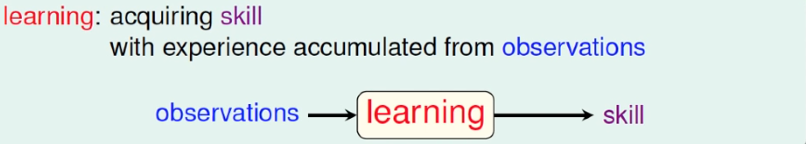 learning: acquiring skill
with experience accumulated from observations
observations learning skill